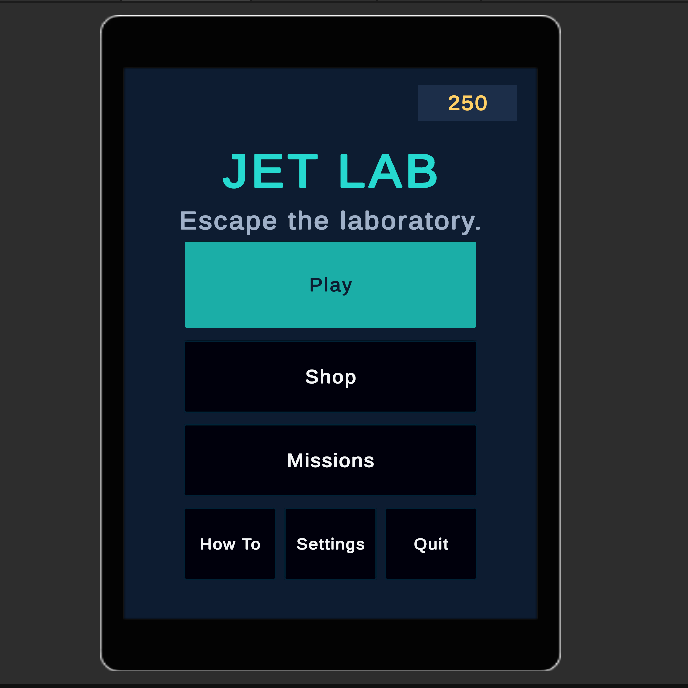 250
JET LAB
Escape the laboratory.
Play
Shop
Missions
How To Settings Quit